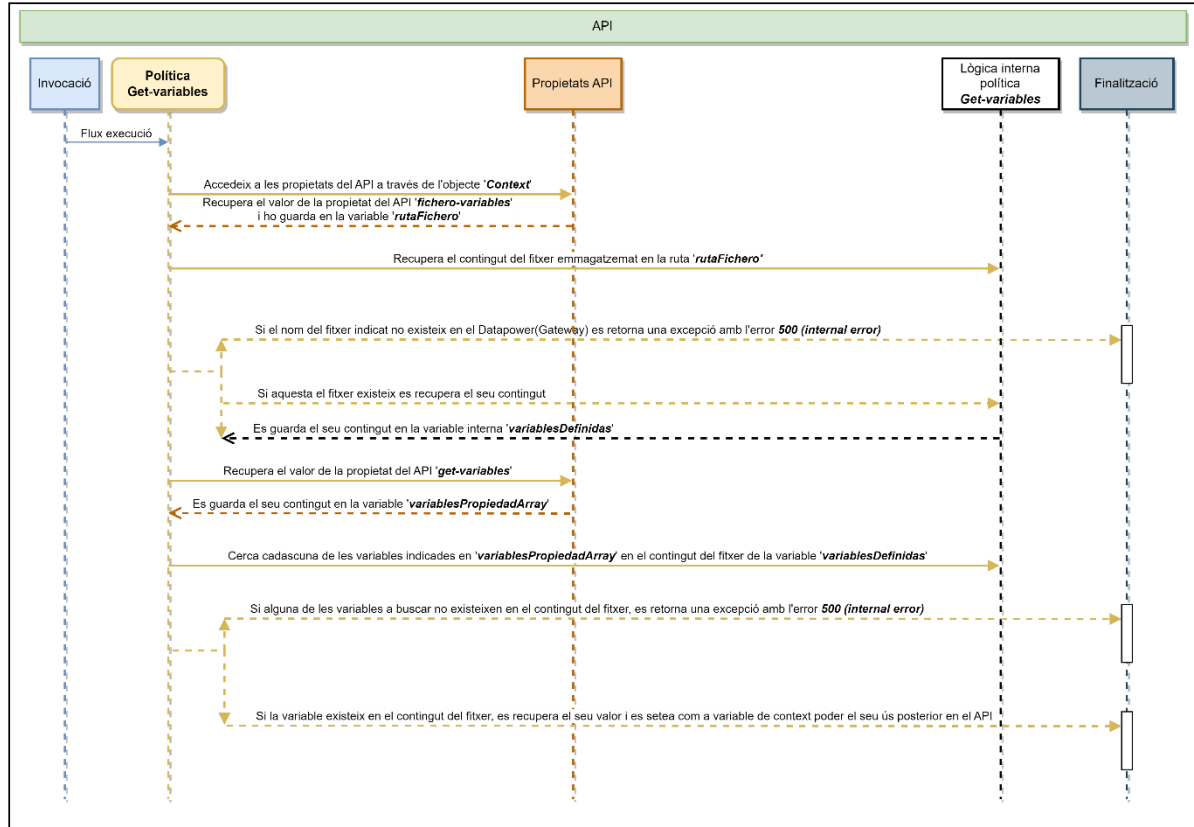 API
Invocació
Política
Get-variables
Propietats API
Lògica interna
política
Get-variables
Finalització
Flux execució
Accedeix a les propietats del API a través de l'objecte 'Context'
Recupera el valor de la propietat del API 'fichero-variables'
i ho guarda en la variable 'rutaFichero'
Recupera el contingut del fitxer emmagatzemat en la ruta 'rutaFichero'
Si el nom del fitxer indicat no existeix en el Datapower(Gateway) es retorna una excepció amb l'error 500 (internal error)
Si aquesta el fitxer existeix es recupera el seu contingut
Es guarda el seu contingut en la variable interna 'variablesDefinidas'
Recupera el valor de la propietat del API 'get-variables'
Es guarda el seu contingut en la variable 'variablesPropiedadArray'
Cerca cadascuna de les variables indicades en 'variablesPropiedadArray' en el contingut del fitxer de la variable 'variablesDefinidas'
Si alguna de les variables a buscar no existeixen en el contingut del fitxer, es retorna una excepció amb l'error 500 (internal error)
Si la variable existeix en el contingut del fitxer, es recupera el seu valor i es setea com a variable de context poder el seu ús posterior en el API